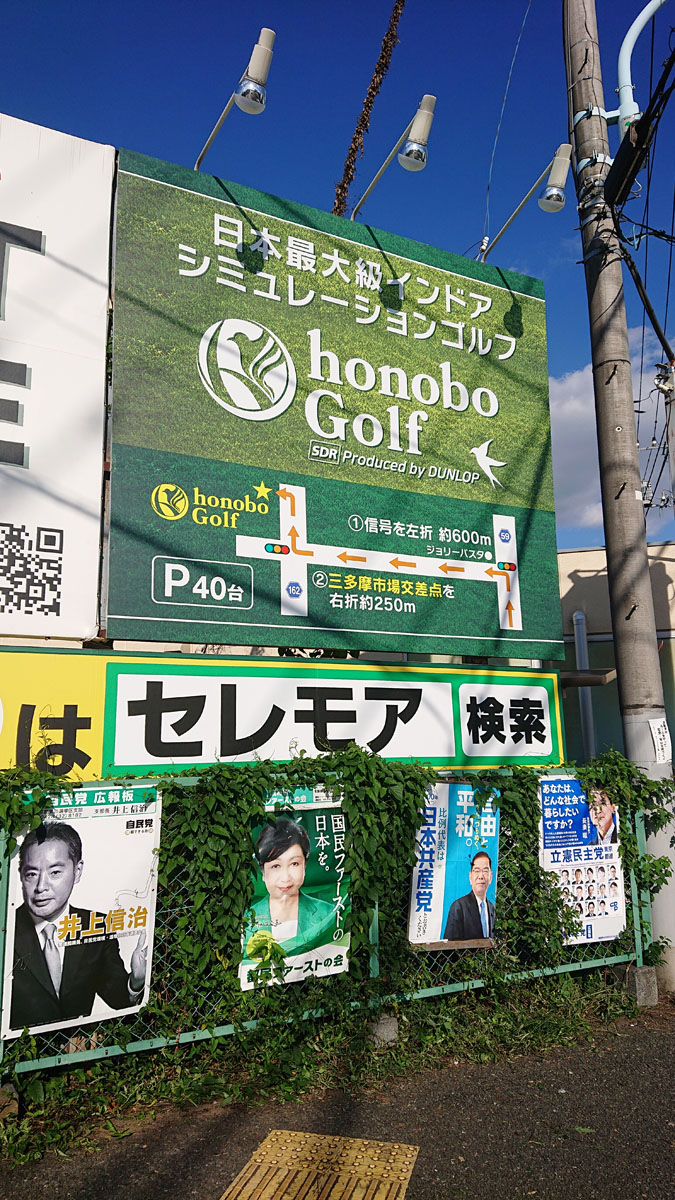 日本最大級インドア
シミュレーションゴルフ
honobo
Golf
SDR Produced by DUNLOP
honobo
Golf
①信号を左折 約600m
ジョリーパスタ
59
P40台
162
②三多摩市場交差点を
右折約250m
は
セレモア
検索
自民党 広報板
井上信治
自民党
井上信治
国民ファーストの
日本を。
ファーストの会
自由と
平和。
比例代表は
日本共産党
あなたは、
どんな社会で
暮らしたい
ですか?
立憲民主党